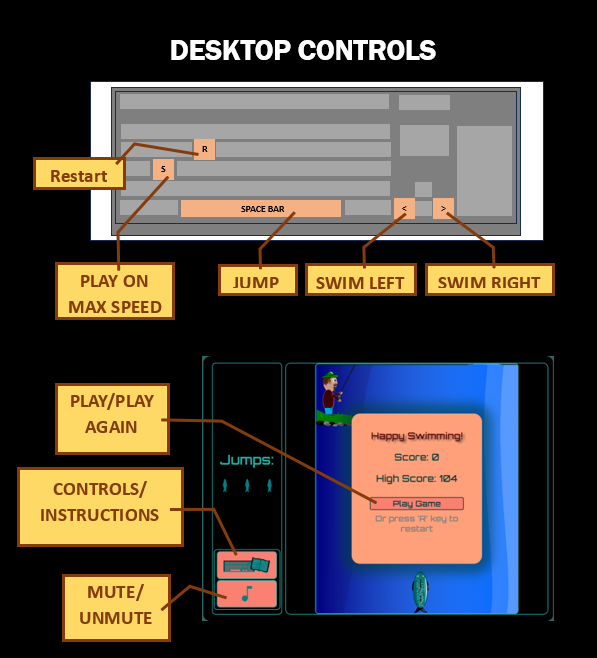 DESKTOP CONTROLS
R
Restart
S
SPACE BAR
<
>
PLAY ON
MAX SPEED
JUMP
SWIM LEFT
SWIM RIGHT
PLAY/PLAY
AGAIN
Happy Swimming!
Score: 0
Jumps:
High Score: 104
CONTROLS/
INSTRUCTIONS
Play Game
Or press 'R' key to
restart
MUTE/
UNMUTE